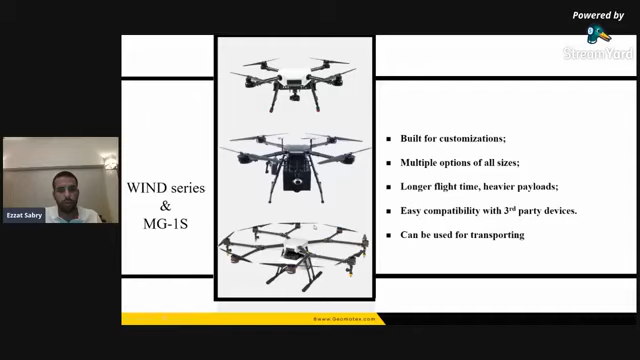 Powered by
StreamYard
WIND series
&
MG-1S
■ Built for customizations;
■ Multiple options of all sizes;
■ Longer flight time, heavier payloads;
■ Easy compatibility with 3rd party devices.
■ Can be used for transporting
Ezzat Sabry
©www.Geomatex.com